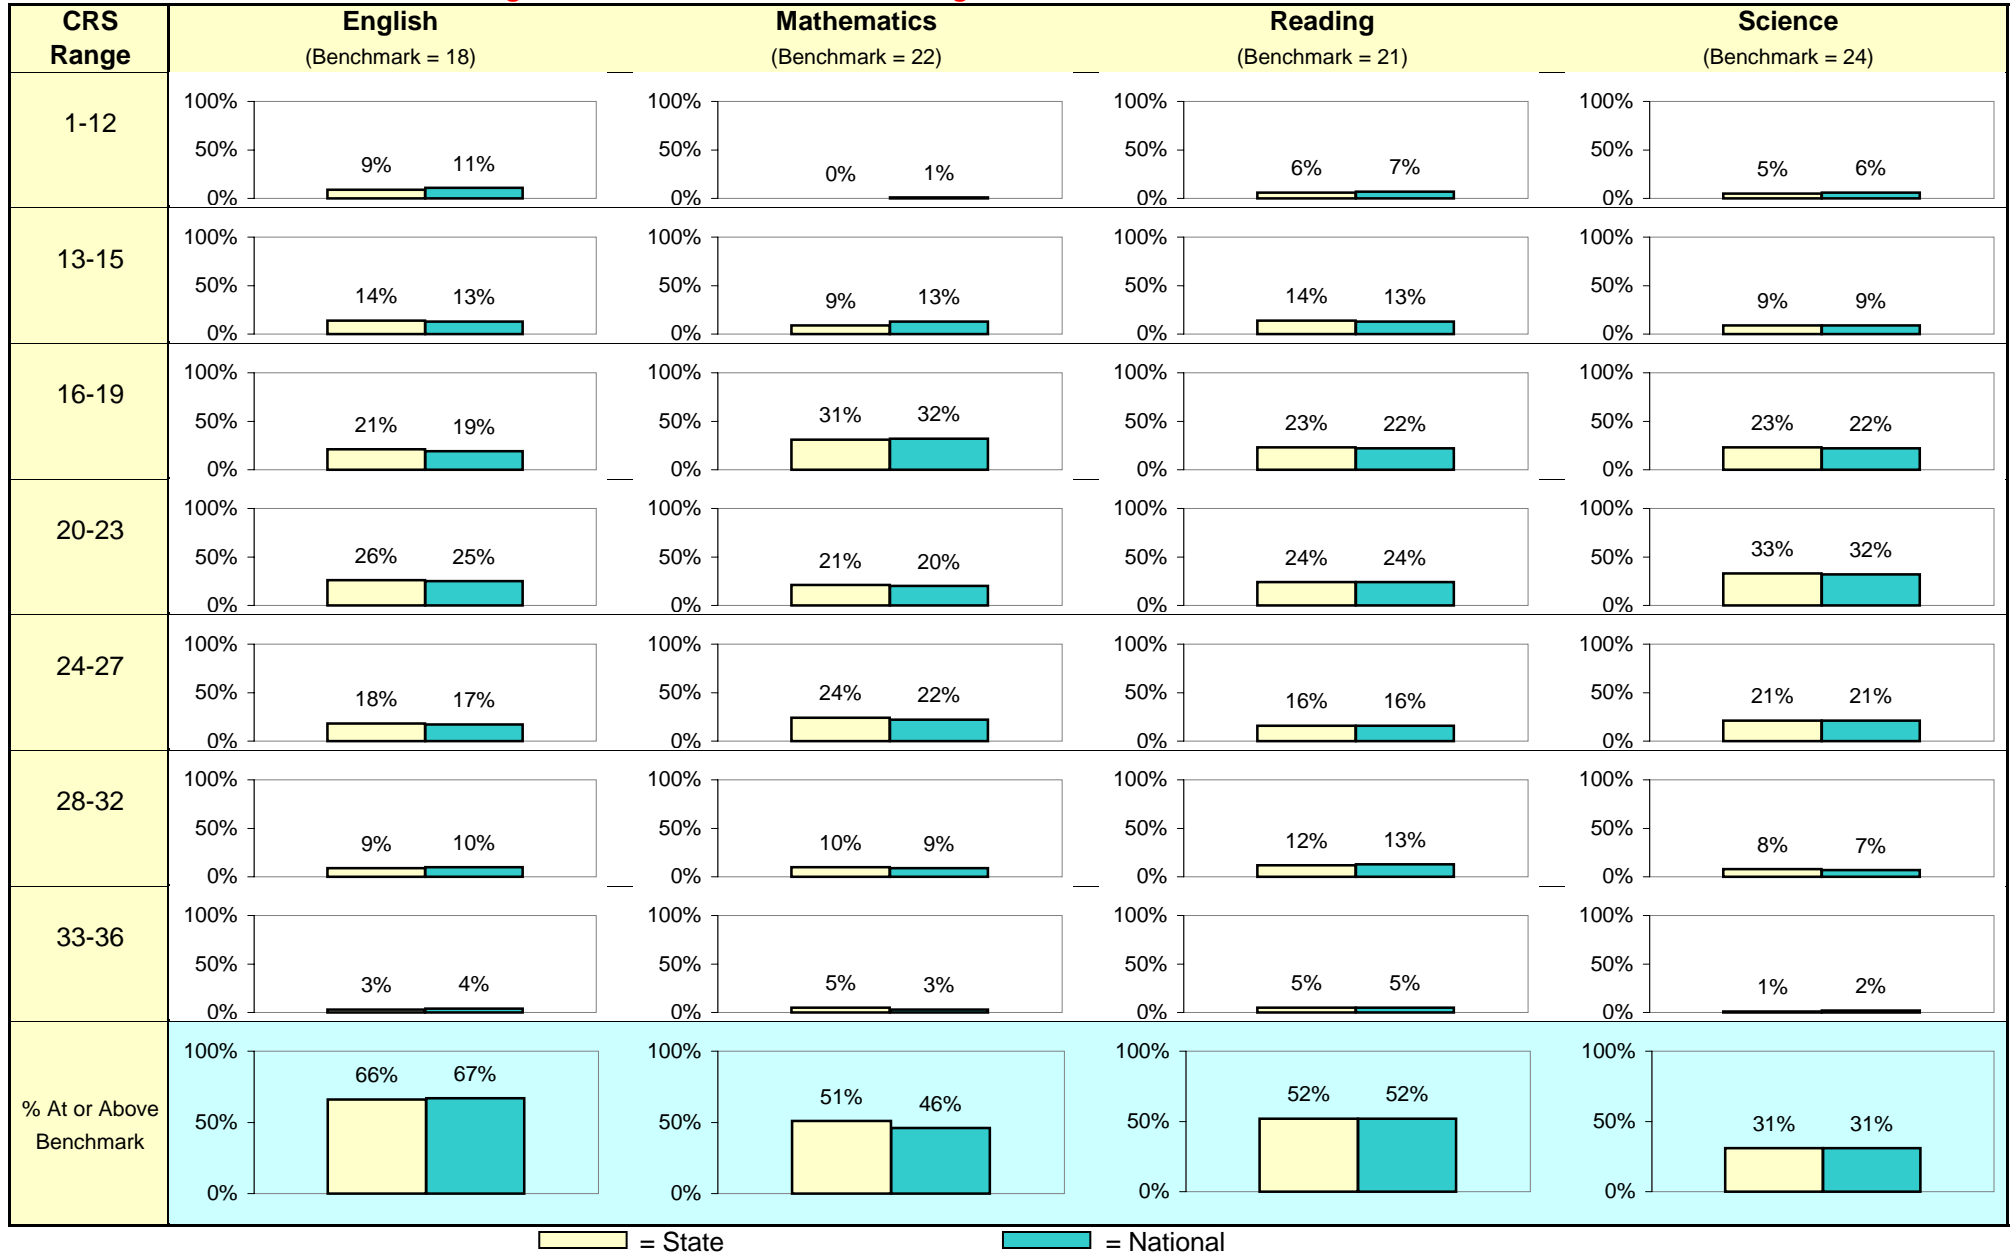 CRS Range
English
Mathematics
Reading
Science
(Benchmark = 18)
(Benchmark = 22)
(Benchmark = 21)
(Benchmark = 24)
1-12
100% 50% 0% 9% 11%
100% 50% 0% 0% 1%
100% 50% 0% 6% 7%
100% 50% 0% 5% 6%
13-15
100% 50% 0% 14% 13%
100% 50% 0% 9% 13%
100% 50% 0% 14% 13%
100% 50% 0% 9% 9%
16-19
100% 50% 0% 21% 19%
100% 50% 0% 31% 32%
100% 50% 0% 23% 22%
100% 50% 0% 23% 22%
20-23
100% 50% 0% 26% 25%
100% 50% 0% 21% 20%
100% 50% 0% 24% 24%
100% 50% 0% 33% 32%
24-27
100% 50% 0% 18% 17%
100% 50% 0% 24% 22%
100% 50% 0% 16% 16%
100% 50% 0% 21% 21%
28-32
100% 50% 0% 9% 10%
100% 50% 0% 10% 9%
100% 50% 0% 12% 13%
100% 50% 0% 8% 7%
33-36
100% 50% 0% 3% 4%
100% 50% 0% 5% 3%
100% 50% 0% 5% 5%
100% 50% 0% 1% 2%
% At or Above
Benchmark
100% 50% 0% 66% 67%
100% 50% 0% 51% 46%
100% 50% 0% 52% 52%
100% 50% 0% 31% 31%
= State
= National